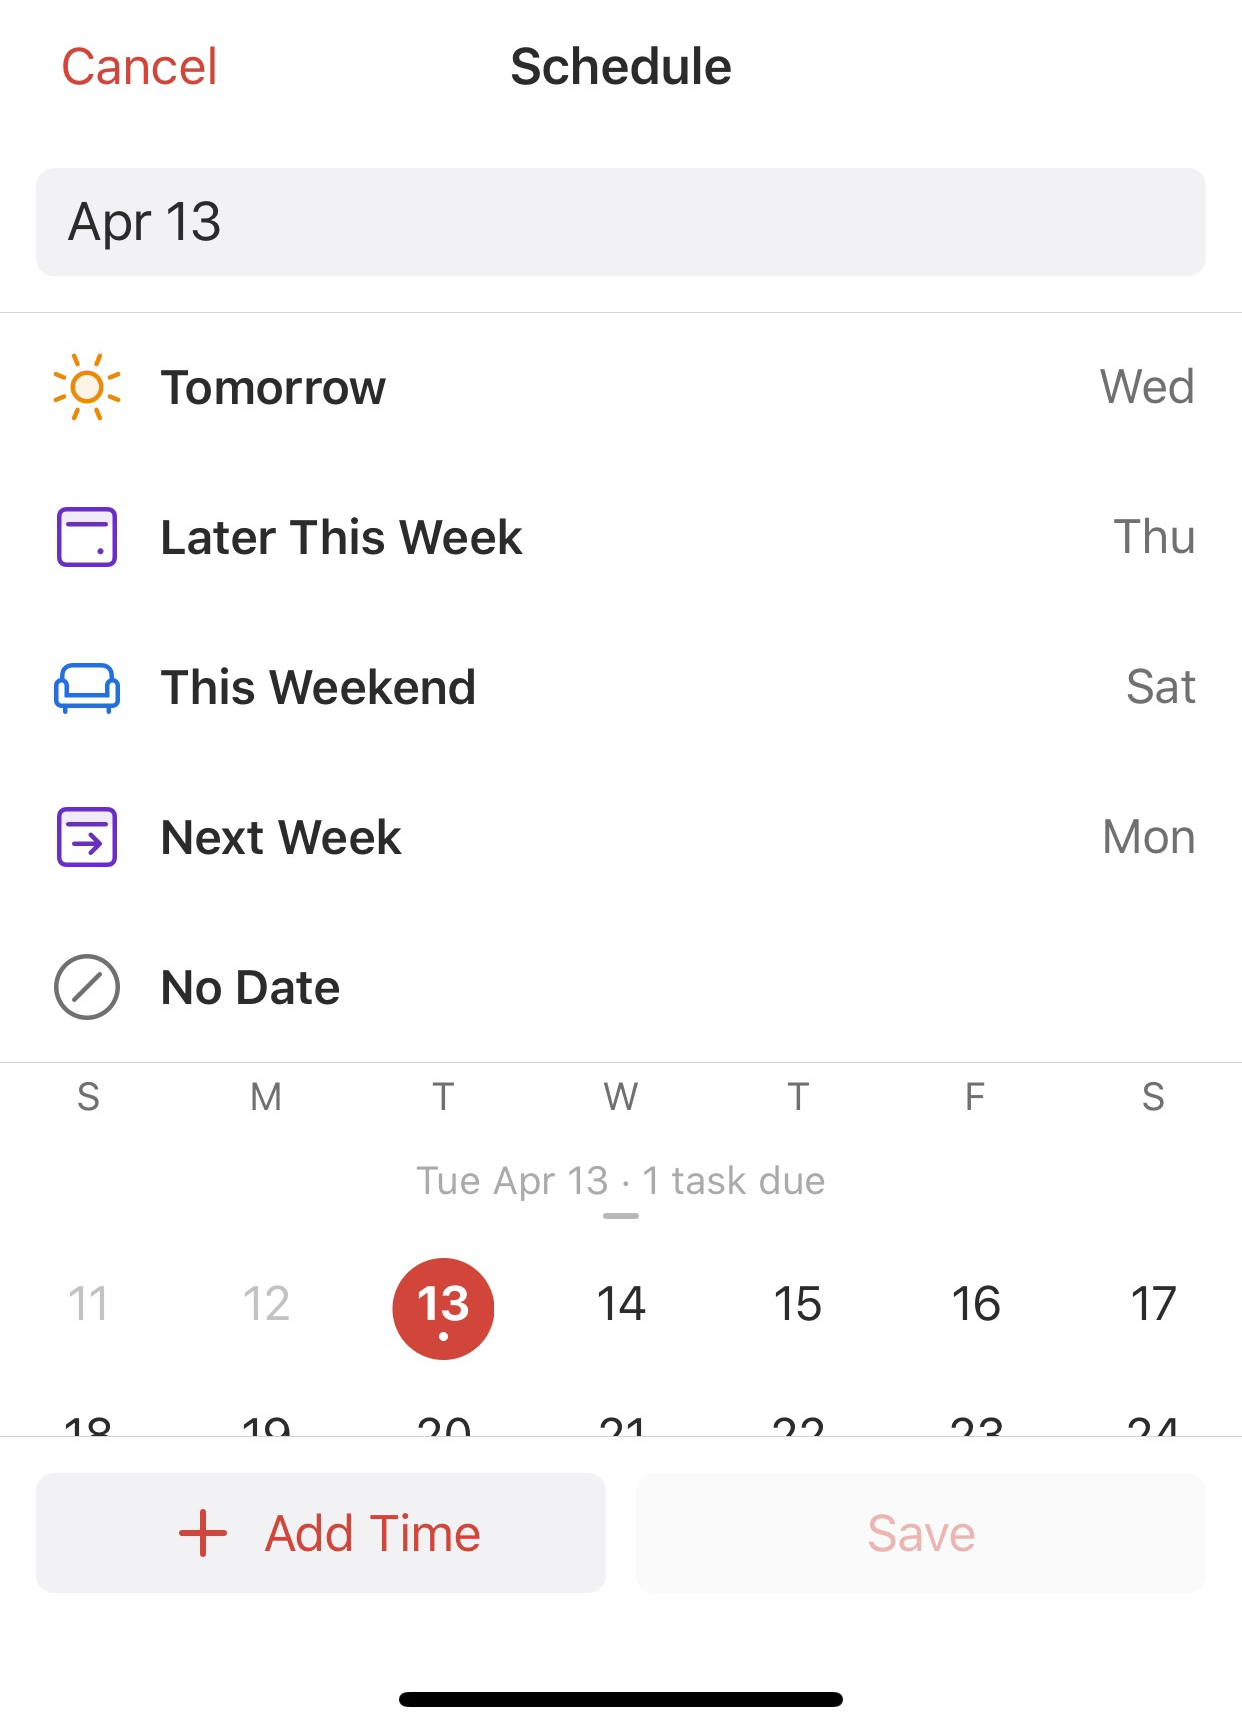 Cancel Schedule
Apr 13
Tomorrow Wed
Later This Week Thu
This Weekend Sat
Next Week Mon
No Date
S M T W T F S
Tue Apr 13 · 1 task due
11 12 13 14 15 16 17
18 19 20 21 22 23 24
+ Add Time Save